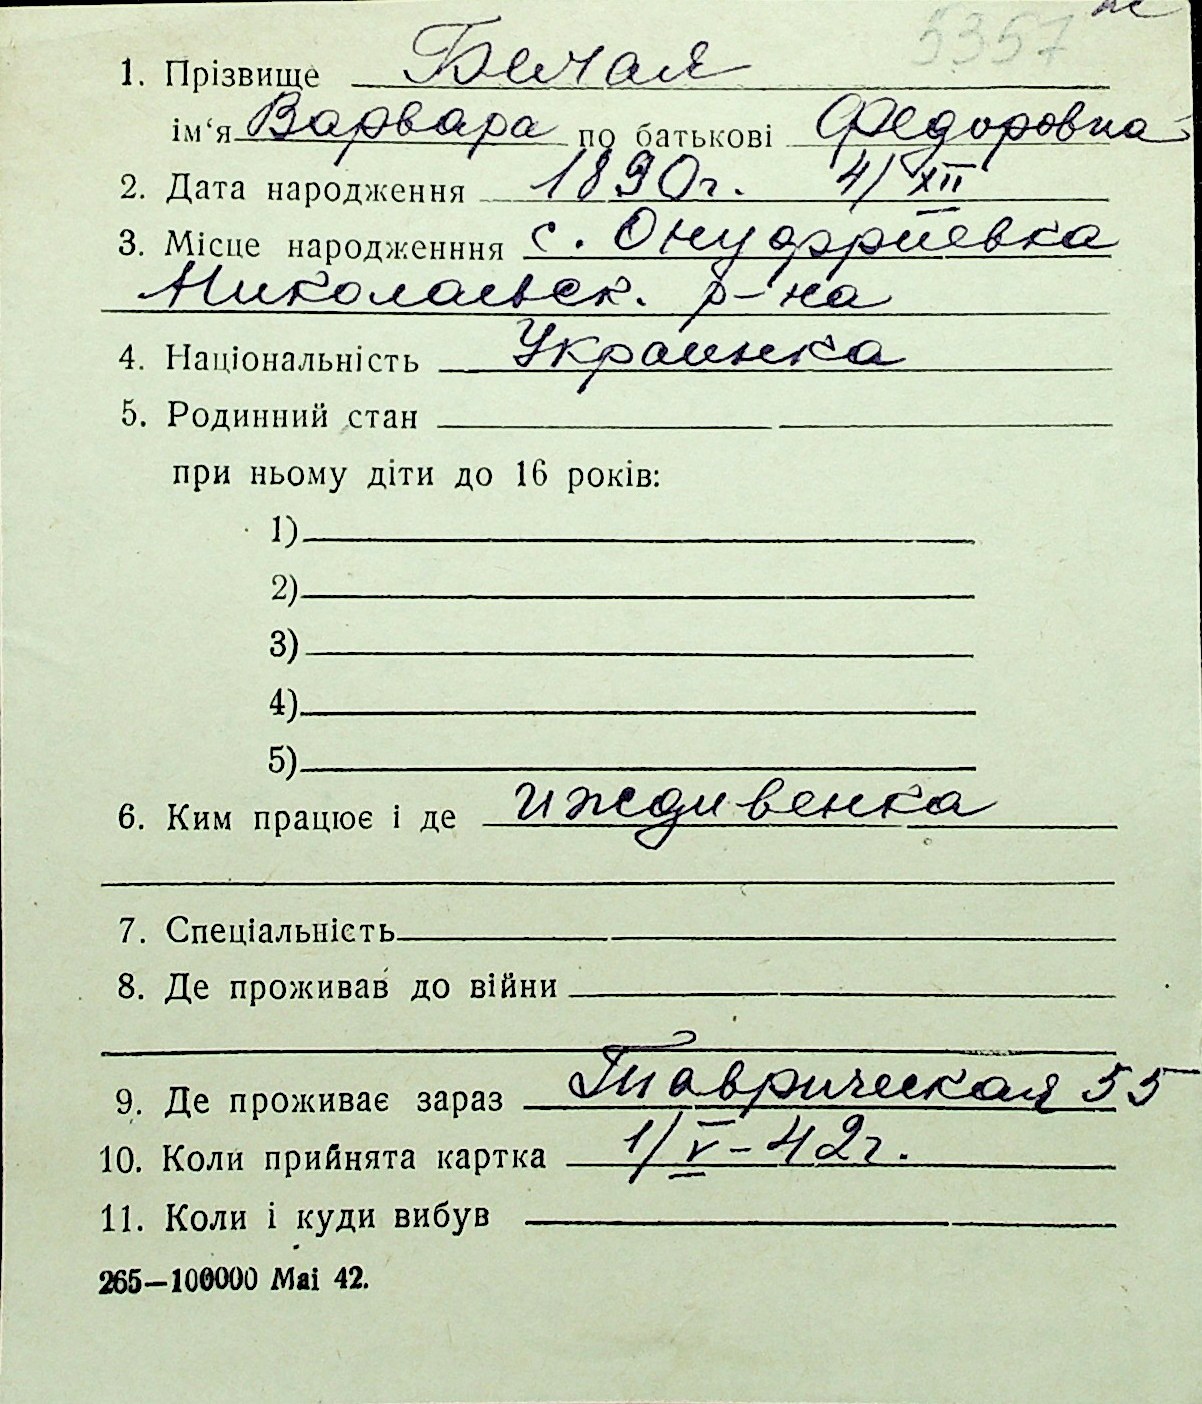 5357
1. Прізвище Белая
ім‘я Варвара по батькові Федоровна
2. Дата народження 1890г. 4/XII
3. Місце народженння с. Онуфриевка
Николаевск. р-на
4. Національність Украинка
5. Родинний стан
при ньому діти до 16 років:
1)
2)
3)
4)
5)
6. Ким працює і де иждивенка
7. Спеціальність
8. Де проживав до війни
9. Де проживає зараз Таврическая 55
10. Коли прийнята картка 1/V-42г.
11. Коли і куди вибув
265—100000 Mai 42.